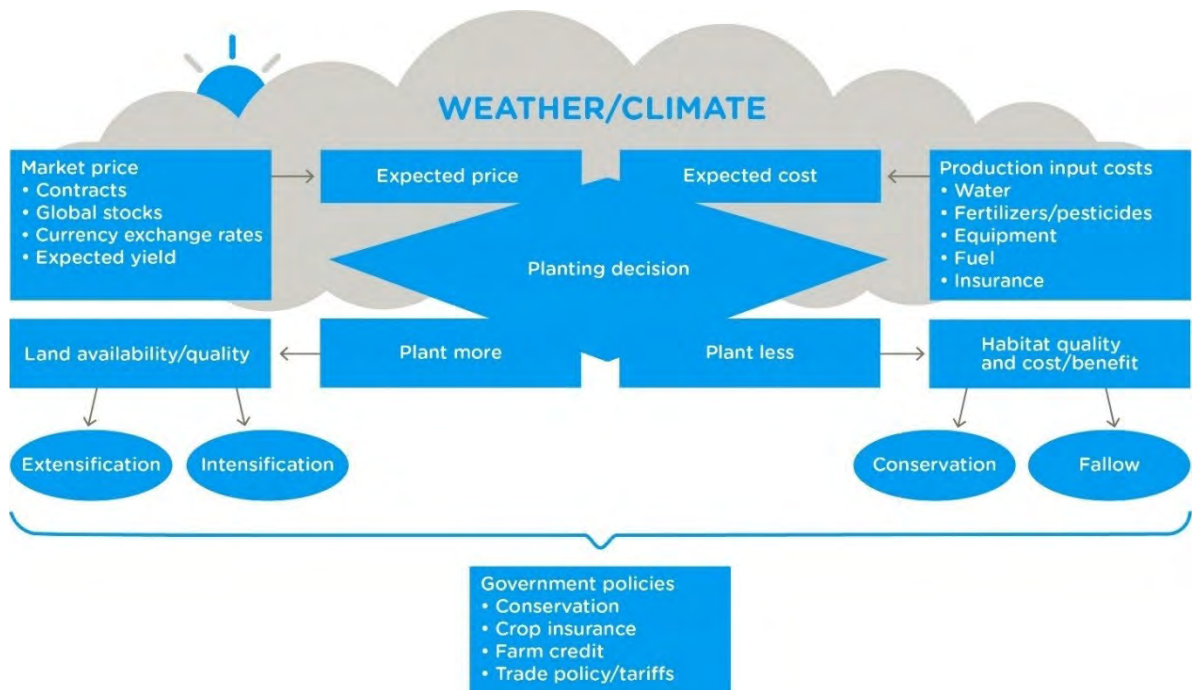 WEATHER/CLIMATE
Market price
• Contracts
• Global stocks
• Currency exchange rates
• Expected yield
Expected price
Expected cost
Production input costs
• Water
• Fertilizers/pesticides
• Equipment
• Fuel
• Insurance
Planting decision
Land availability/quality
Plant more
Plant less
Habitat quality
and cost/benefit
Extensification
Intensification
Conservation
Fallow
Government policies
• Conservation
• Crop insurance
• Farm credit
• Trade policy/tariffs